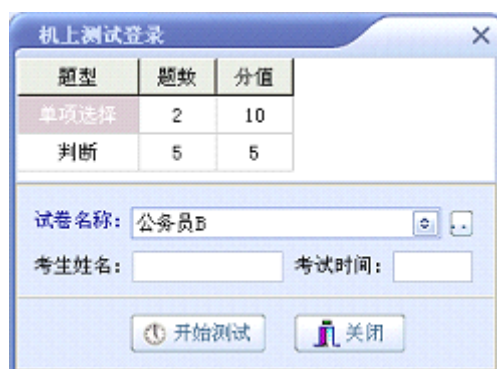 机上测试登录
题型 题数 分值
单项选择 2 10
判断 5 5
试卷名称: 公务员B ..
考生姓名: 考试时间:
开始测试 关闭